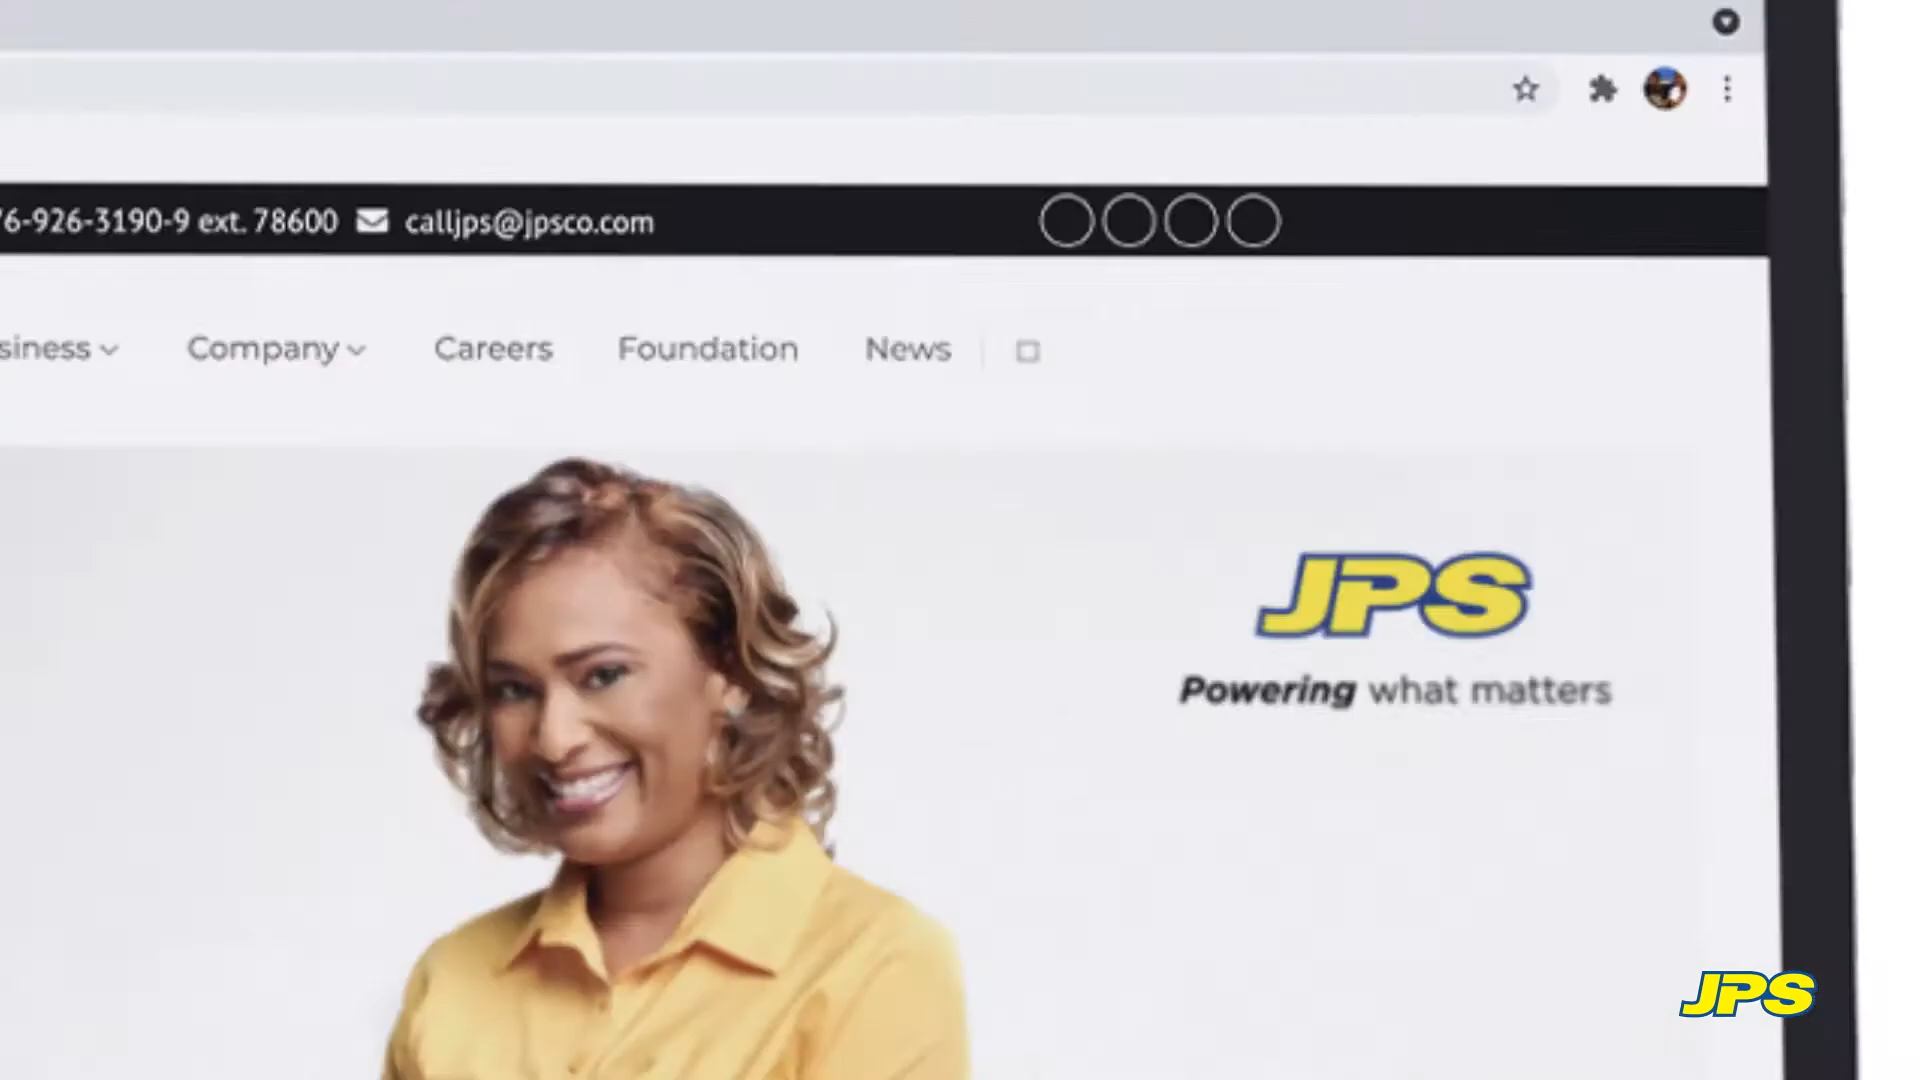 76-926-3190-9 ext. 78600 calljps@jpsco.com
siness Company Careers Foundation News
JPS
Powering what matters
JPS